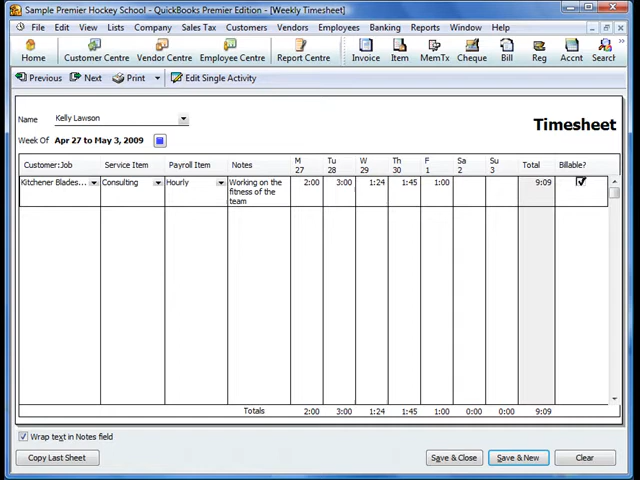 Sample Premier Hockey School - QuickBooks Premier Edition - [Weekly Timesheet]
File Edit View Lists Company Sales Tax Customers Vendors Employees Banking Reports Window Help
Home Customer Centre Vendor Centre Employee Centre Report Centre Invoice Item MemTx Cheque Bill Reg Accnt Search
Previous Next Print Edit Single Activity
Name Kelly Lawson
Timesheet
Week Of Apr 27 to May 3, 2009
M Tu W Th F Sa Su
Customer:Job Service Item Payroll Item Notes 27 28 29 30 1 2 3 Total Billable?
Kitchener Blades... Consulting Hourly Working on the 2:00 3:00 1:24 1:45 1:00 9:09
fitness of the
team
Totals 2:00 3:00 1:24 1:45 1:00 0:00 0:00 9:09
Wrap text in Notes field
Copy Last Sheet Save & Close Save & New Clear